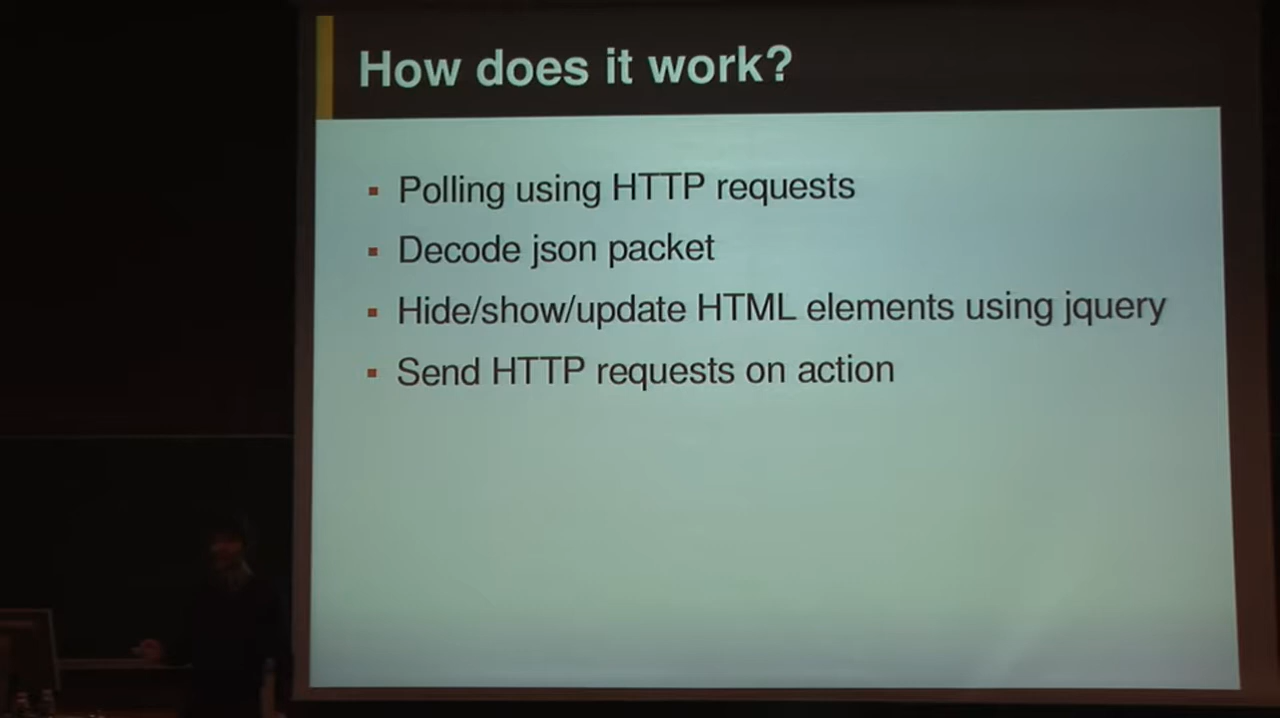 How does it work?
Polling using HTTP requests
Decode json packet
Hide/show/update HTML elements using jquery
Send HTTP requests on action